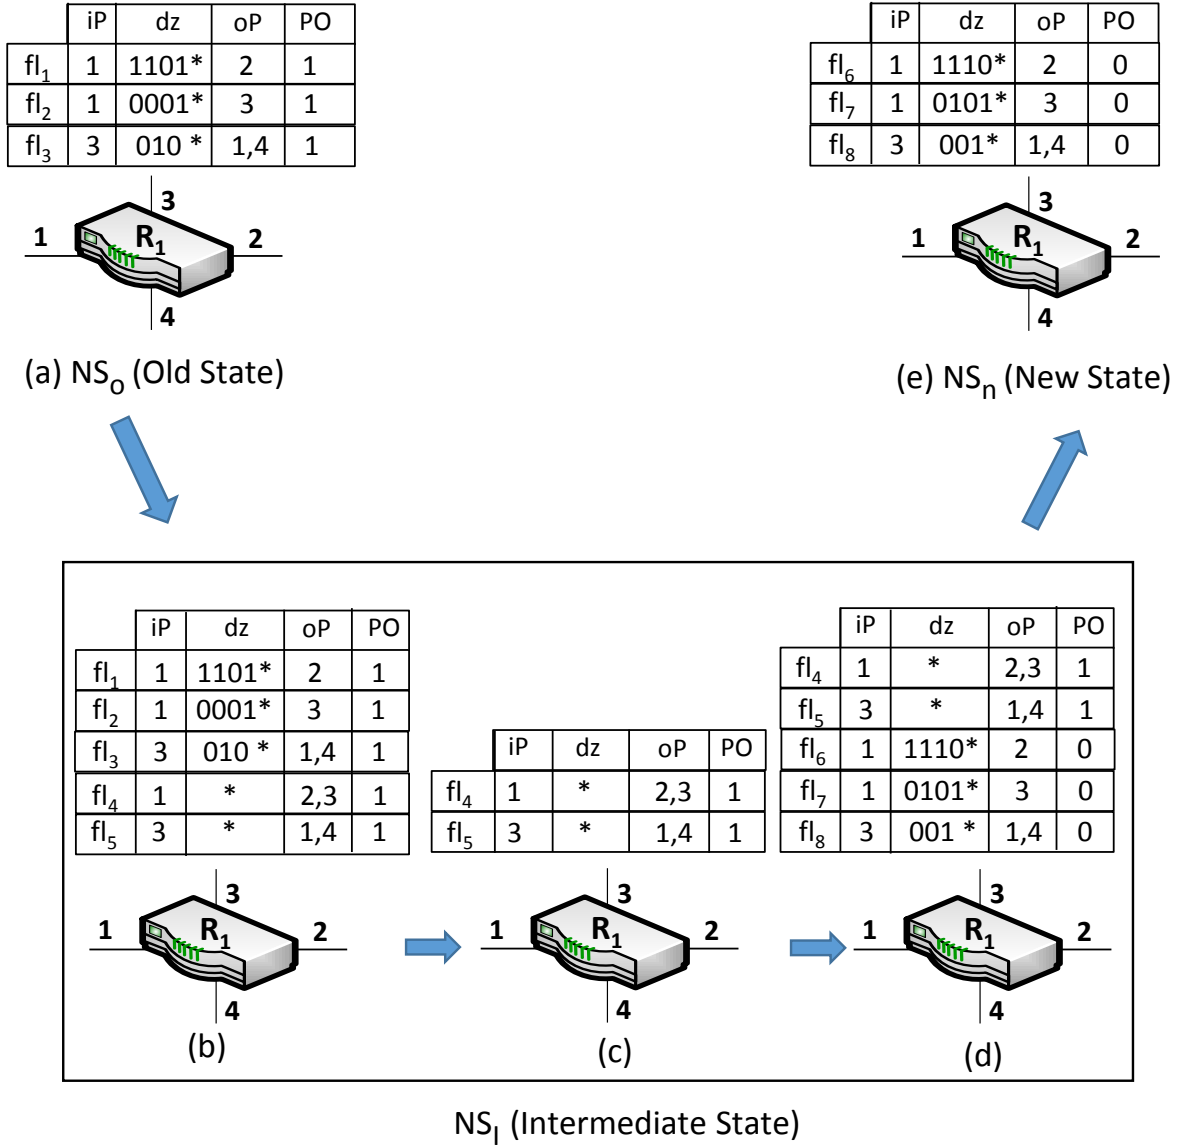 iP dz oP PO
fl1 1 1101* 2 1
fl2 1 0001* 3 1
fl3 3 010 * 1,4 1
1 3 R1 2 4
(a) NSO (Old State)
iP dz oP PO
fl6 1 1110* 2 0
fl7 1 0101* 3 0
fl8 3 001* 1,4 0
1 3 R1 2 4
(e) NSn (New State)
iP dz oP PO
fl1 1 1101* 2 1
fl2 1 0001* 3 1
fl3 3 010 * 1,4 1
fl4 1 * 2,3 1
fl5 3 * 1,4 1
1 3 R1 2 4
(b)
iP dz oP PO
fl4 1 * 2,3 1
fl5 3 * 1,4 1
1 3 R1 2 4
(c)
iP dz oP PO
fl4 1 * 2,3 1
fl5 3 * 1,4 1
fl6 1 1110* 2 0
fl7 1 0101* 3 0
fl8 3 001 * 1,4 0
1 3 R1 2 4
(d)
NSI (Intermediate State)